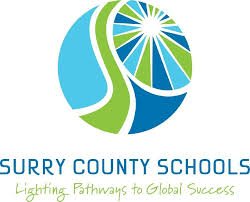 SURRY COUNTY SCHOOLS
Lighting Pathways to Global Success